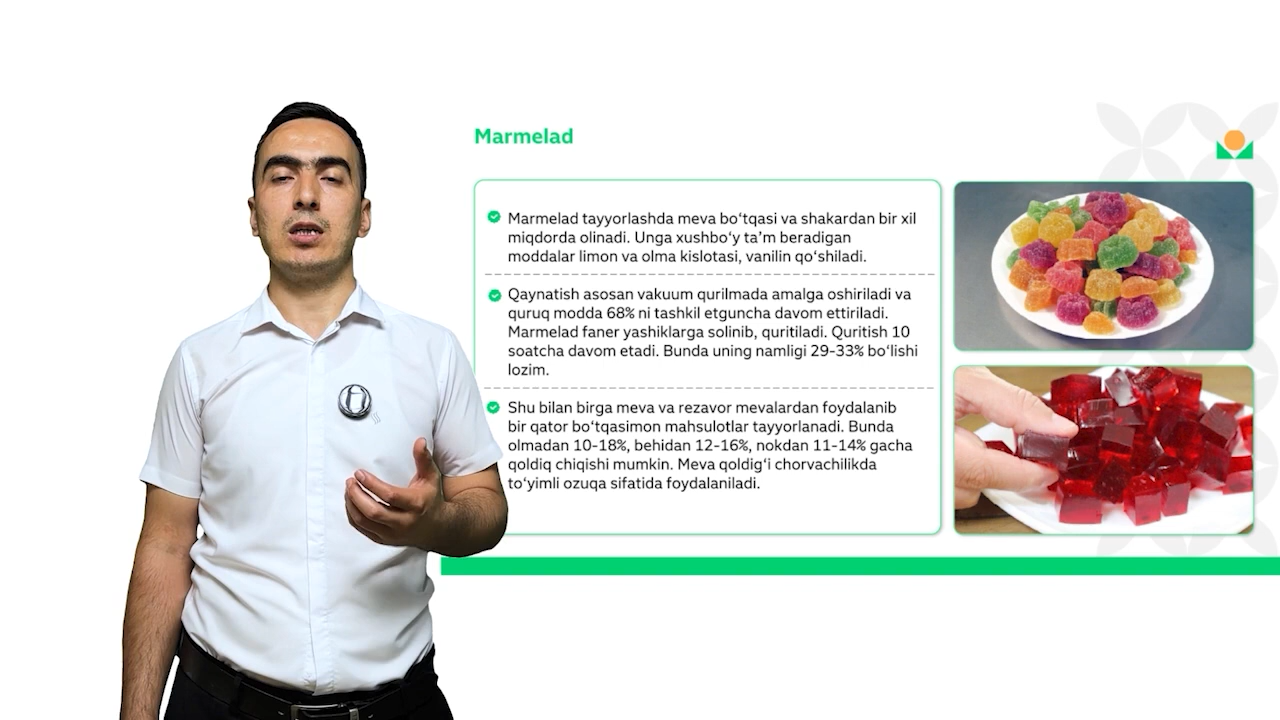 Marmelad
Marmelad tayyorlashda meva bo‘tqasi va shakardan bir xil
miqdorda olinadi. Unga xushbo‘y ta’m beradigan
moddalar limon va olma kislotasi, vanilin qo‘shiladi.
Qaynatish asosan vakuum qurilmada amalga oshiriladi va
quruq modda 68% ni tashkil etguncha davom ettiriladi.
Marmelad faner yashiklarga solinib, quritiladi. Quritish 10
soatcha davom etadi. Bunda uning namligi 29-33% bo‘lishi
lozim.
Shu bilan birga meva va rezavor mevalardan foydalanib
bir qator bo‘tqasimon mahsulotlar tayyorlanadi. Bunda
olmadan 10-18%, behidan 12-16%, nokdan 11-14% gacha
qoldiq chiqishi mumkin. Meva qoldig‘i chorvachilikda
to‘yimli ozuqa sifatida foydalaniladi.